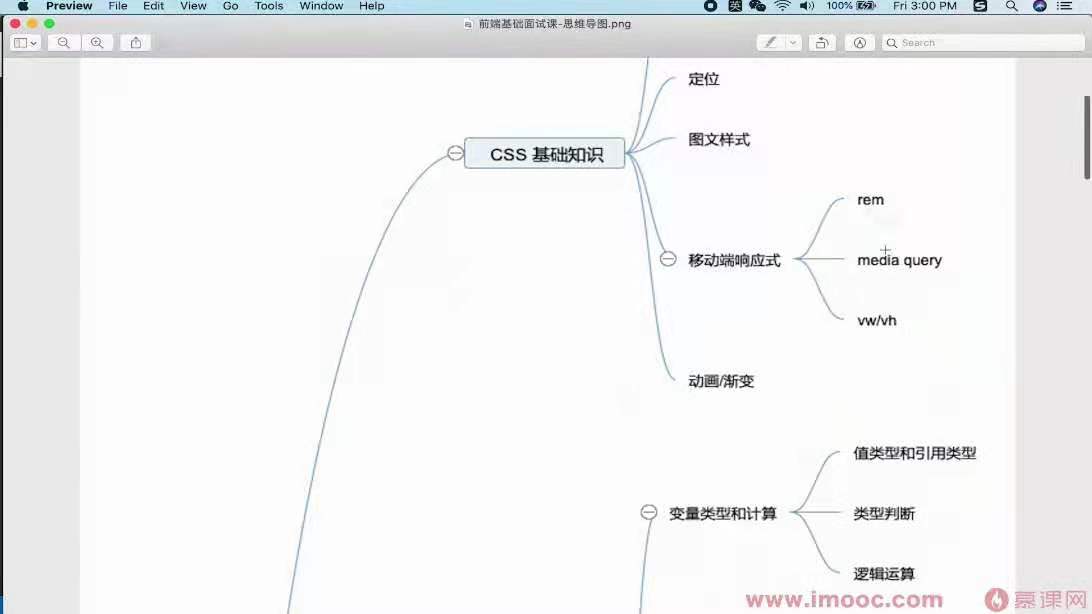 Preview File Edit View Go Tools Window Help 英 100% Fri 3:00 PM
前端基础面试课-思维导图.png
Search
定位
图文样式
CSS 基础知识
rem
移动端响应式
media query
vw/vh
动画/渐变
值类型和引用类型
变量类型和计算
类型判断
逻辑运算
www.imooc.com 慕课网